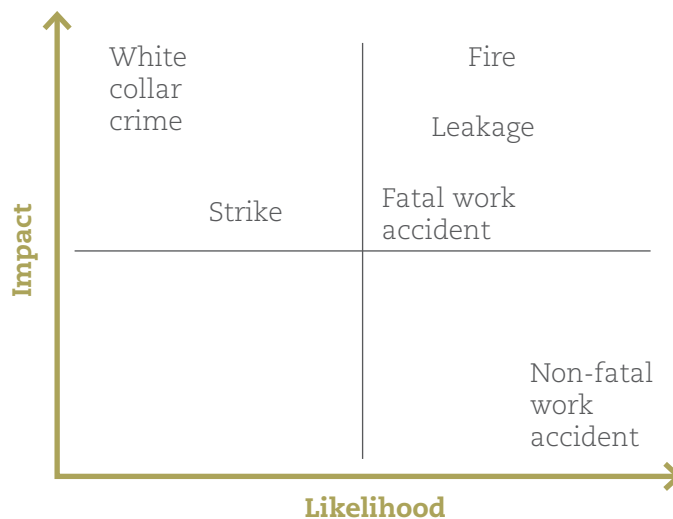 White
collar
crime
Fire
Leakage
Strike
Fatal work
accident
Non-fatal
work
accident
Impact
Likelihood